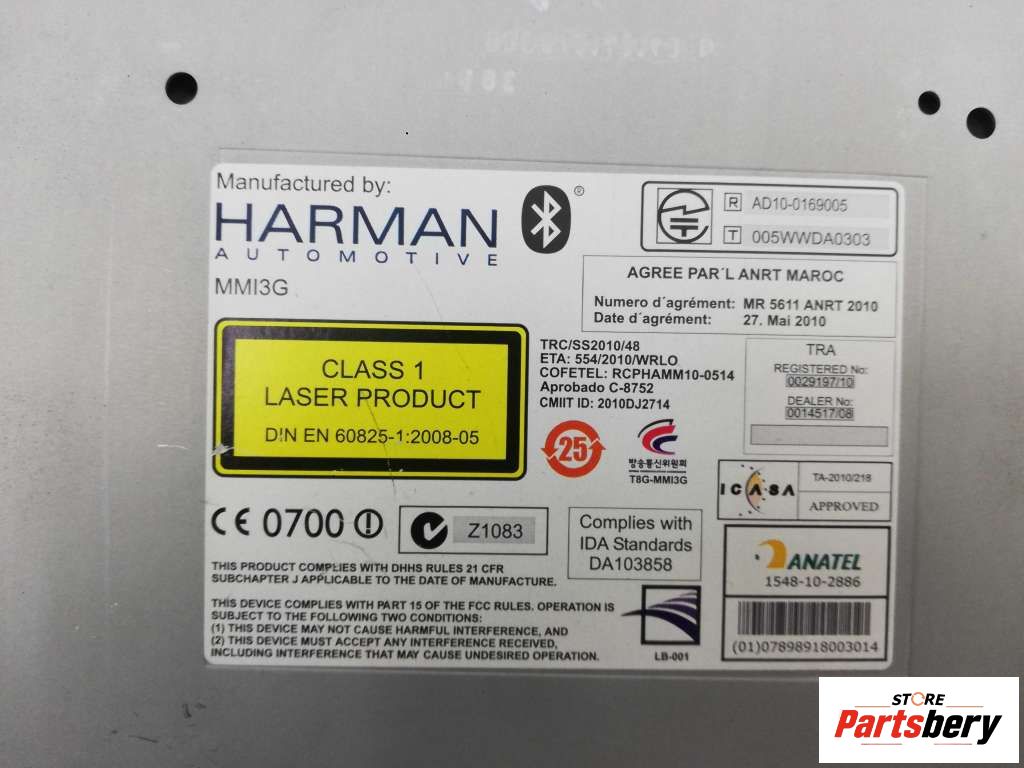 Manufactured by:
HARMAN
AUTOMOTIVE
MMI3G
®
R AD10-0169005
T 005WWDA0303
AGREE PAR´L ANRT MAROC
Numero d´agrément: MR 5611 ANRT 2010
Date d´agrément: 27. Mai 2010
CLASS 1
LASER PRODUCT
DIN EN 60825-1:2008-05
TRC/SS2010/48
ETA: 554/2010/WRLO
COFETEL: RCPHAMM10-0514
Aprobado C-8752
CMIIT ID: 2010DJ2714
TRA
REGISTERED No:
0029197/10
DEALER No:
0014517/08
25
방송통신위원회
T8G-MMI3G
ICASA
TA-2010/218
APPROVED
CE 0700
Z1083
Complies with
IDA Standards
DA103858
ANATEL
1548-10-2886
(01)07898918003014
THIS PRODUCT COMPLIES WITH DHHS RULES 21 CFR
SUBCHAPTER J APPLICABLE TO THE DATE OF MANUFACTURE.
THIS DEVICE COMPLIES WITH PART 15 OF THE FCC RULES. OPERATION IS
SUBJECT TO THE FOLLOWING TWO CONDITIONS:
(1) THIS DEVICE MAY NOT CAUSE HARMFUL INTERFERENCE, AND
(2) THIS DEVICE MUST ACCEPT ANY INTERFERENCE RECEIVED,
INCLUDING INTERFERENCE THAT MAY CAUSE UNDESIRED OPERATION.
LB-001
STORE
Partsbery